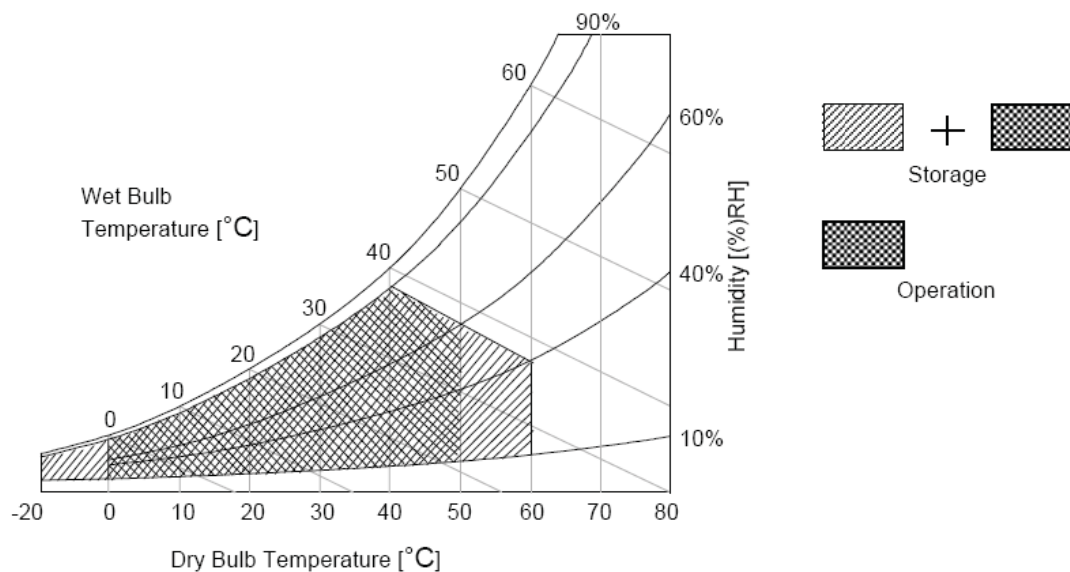 90%
60
60%
50
Wet Bulb
Temperature [°C]
40
40%
30
20
10
0
10%
Humidity [(%)RH]
-20 0 10 20 30 40 50 60 70 80
Dry Bulb Temperature [°C]
+
Storage
Operation